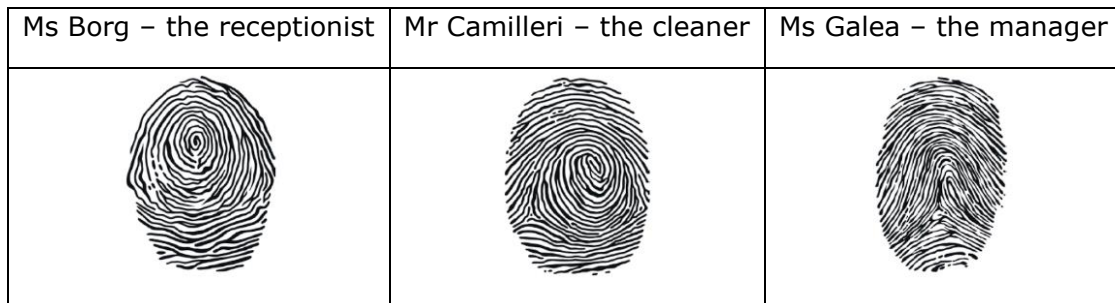 Ms Borg – the receptionist
Mr Camilleri – the cleaner
Ms Galea – the manager